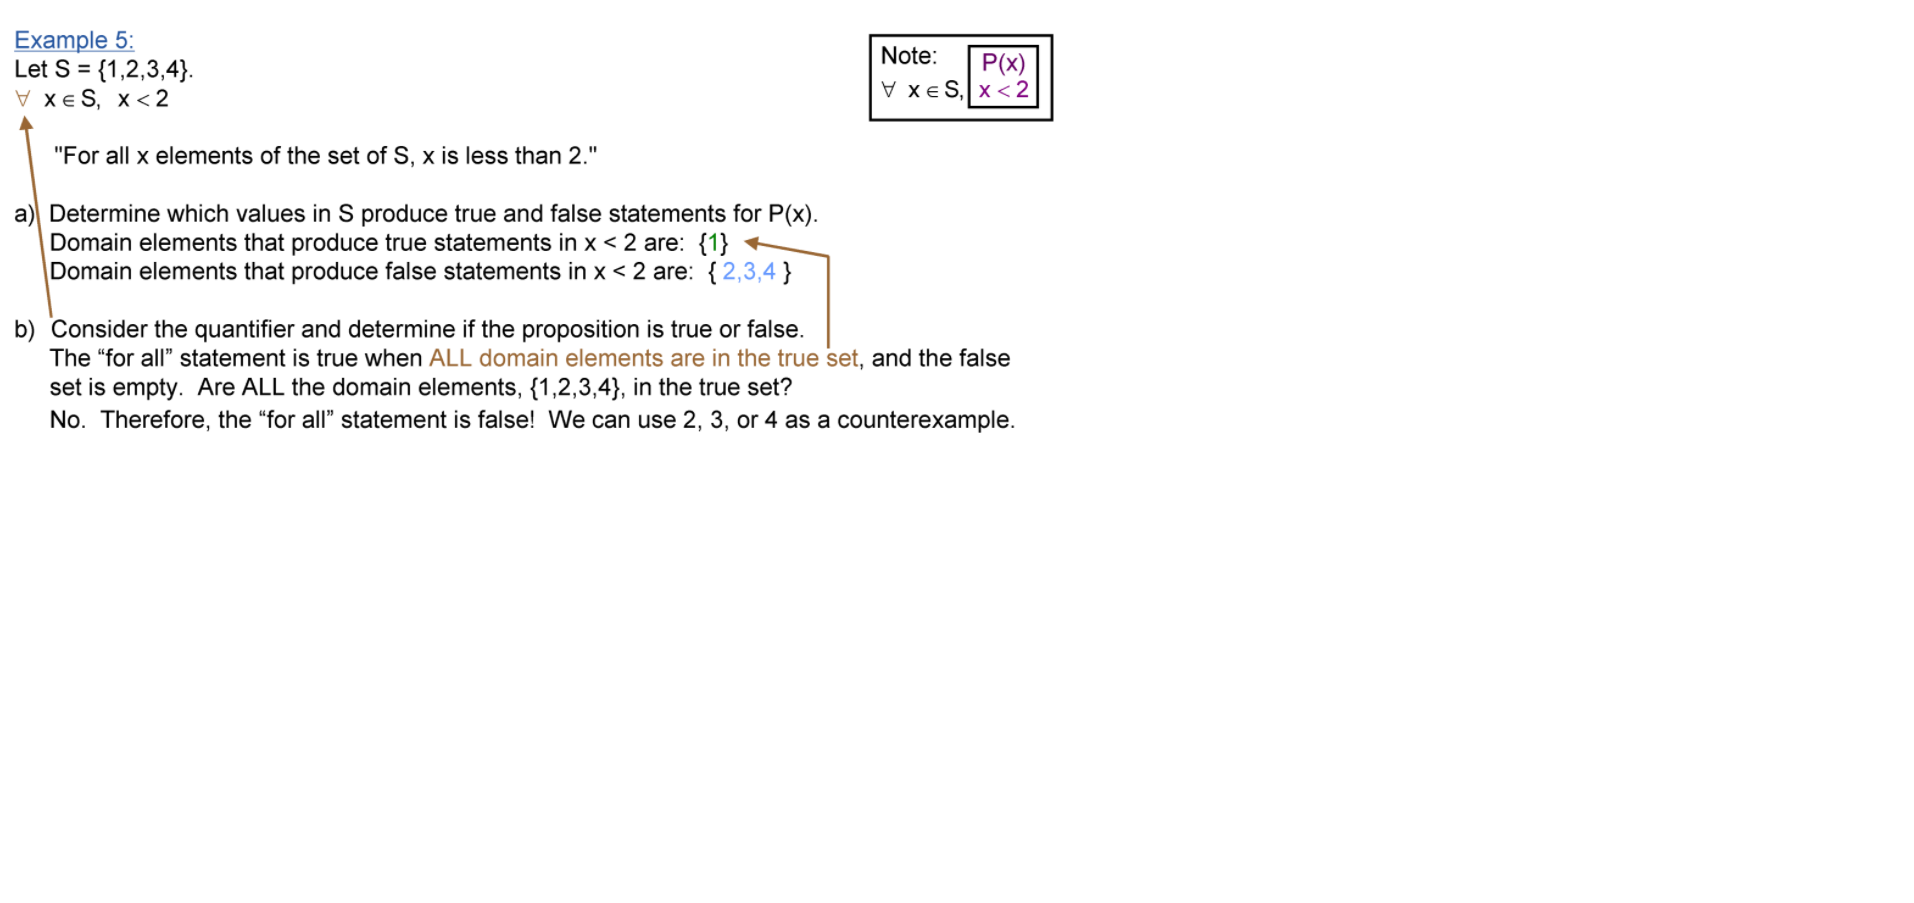 Example 5:
Let S = {1,2,3,4}.
∀ x ∈ S, x < 2
Note:
P(x)
∀ x ∈ S, x < 2
"For all x elements of the set of S, x is less than 2."
a) Determine which values in S produce true and false statements for P(x).
Domain elements that produce true statements in x < 2 are: {1}
Domain elements that produce false statements in x < 2 are: { 2,3,4 }
b) Consider the quantifier and determine if the proposition is true or false.
The “for all” statement is true when ALL domain elements are in the true set, and the false
set is empty. Are ALL the domain elements, {1,2,3,4}, in the true set?
No. Therefore, the “for all” statement is false! We can use 2, 3, or 4 as a counterexample.